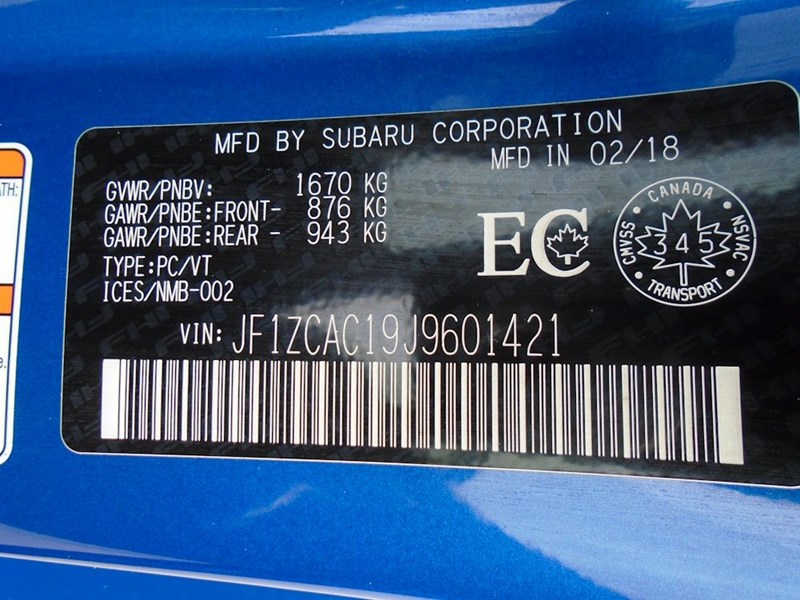 MFD BY SUBARU CORPORATION
MFD IN 02/18
GVWR/PNBV: 1670 KG
GAWR/PNBE:FRONT- 876 KG
GAWR/PNBE:REAR - 943 KG
TYPE:PC/VT
ICES/NMB-002
EC
CANADA
CMVSS 345 NSVAC
TRANSPORT
VIN: JF1ZCAC19J9601421
ATH:
e.